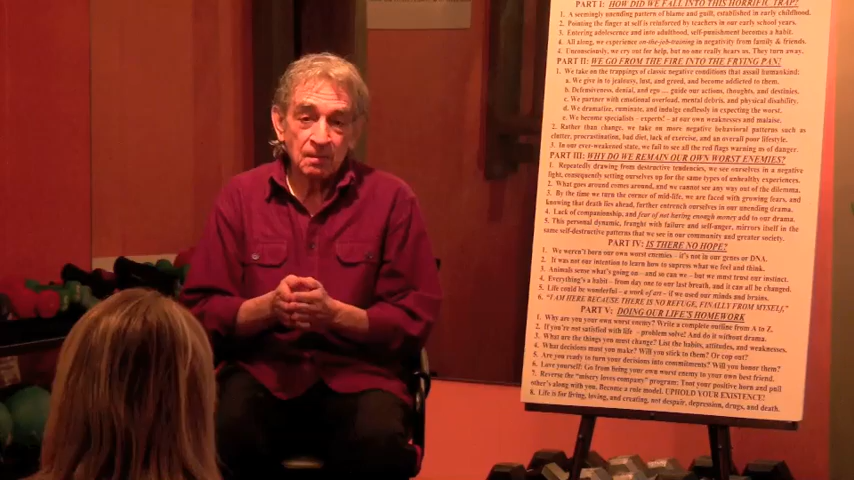 PART I: HOW DID WE FALL INTO THIS HORRIFIC TRAP?
1. A seemingly unending pattern of blame and guilt, established in early childhood.
2. Pointing the finger at self is reinforced by teachers in our early school years.
3. Entering adolescence and into adulthood, self-punishment becomes a habit.
4. All along, we experience on-the-job-training in negativity from family & friends.
5. Unconsciously, we cry out for help, but no one really hears us. They turn away.
PART II: WE GO FROM THE FIRE INTO THE FRYING PAN!
1. We take on the trappings of classic negative conditions that assail humankind:
a. We give in to jealousy, lust, and greed, and become addicted to them.
b. Defensiveness, denial, and ego … guide our actions, thoughts, and destinies.
c. We partner with emotional overload, mental debris, and physical disability.
d. We dramatize, ruminate, and indulge endlessly in expecting the worst.
e. We become specialists – experts! – at our own weaknesses and malaise.
2. Rather than change, we take on more negative behavioral patterns such as
clutter, procrastination, bad diet, lack of exercise, and an overall poor lifestyle.
3. In our ever-weakened state, we fail to see all the red flags warning us of danger.
PART III: WHY DO WE REMAIN OUR OWN WORST ENEMIES?
1. Repeatedly drawing from destructive tendencies, we see ourselves in a negative
light, consequently setting ourselves up for the same types of unhealthy experiences.
2. What goes around comes around, and we cannot see any way out of the dilemma.
3. By the time we turn the corner of mid-life, we are faced with growing fears, and
knowing that death lies ahead, further entrench ourselves in our unending drama.
4. Lack of companionship, and fear of not having enough money add to our drama.
5. This personal dynamic, fraught with failure and self-anger, mirrors itself in the
same self-destructive patterns we see in our community and greater society.
PART IV: IS THERE NO HOPE?
1. We weren't born our own worst enemies – it's not in our genes or DNA.
2. It was not our intention to learn how to supress what we feel and think.
3. Animals sense what's going on – and so can we – but we must trust our instinct.
4. Everything's a habit – from day one to our last breath, and it can all be changed.
5. Life could be wonderful – a work of art – if we used our minds and brains.
6. "I AM HERE BECAUSE THERE IS NO REFUGE, FINALLY, FROM MYSELF."
PART V: DOING OUR LIFE'S HOMEWORK
1. Why are you your own worst enemy? Write a complete outline from A to Z.
2. If you're not satisfied with life – problem solve! And do it without drama.
3. What are you must change? List the habits, attitudes, and weaknesses.
4. What decisions must you make? Will you stick to them? Or cop out?
5. Are you ready to turn your decisions into commitments? Will you honor them?
6. Love yourself: Go from being your own worst enemy to your own best friend.
7. Reverse the "misery loves company" program: Toot your positive horn and pull
other's along with you. Become a role model. UPHOLD YOUR EXISTENCE!
8. Life is for living, loving, and creating, not despair, depression, drugs, and death.